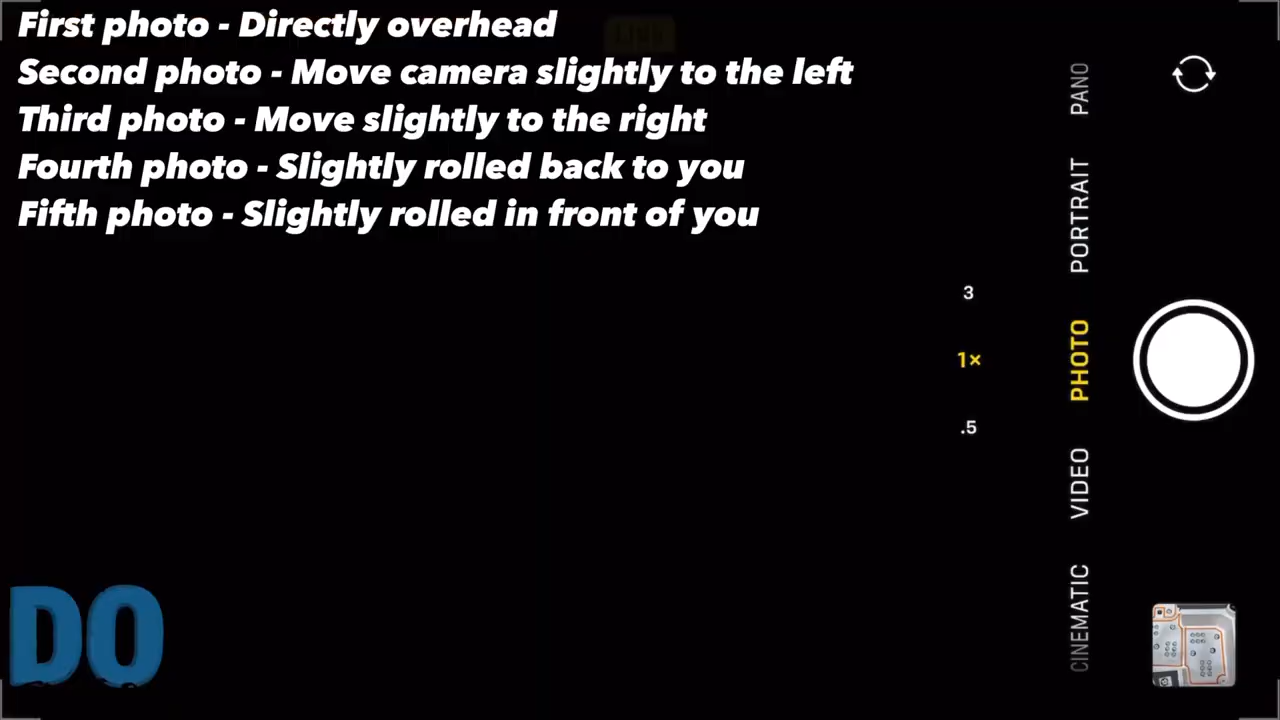 First photo - Directly overhead
Second photo - Move camera slightly to the left
Third photo - Move slightly to the right
Fourth photo - Slightly rolled back to you
Fifth photo - Slightly rolled in front of you
PANO
PORTRAIT
3
1×
PHOTO
.5
VIDEO
CINEMATIC
DO